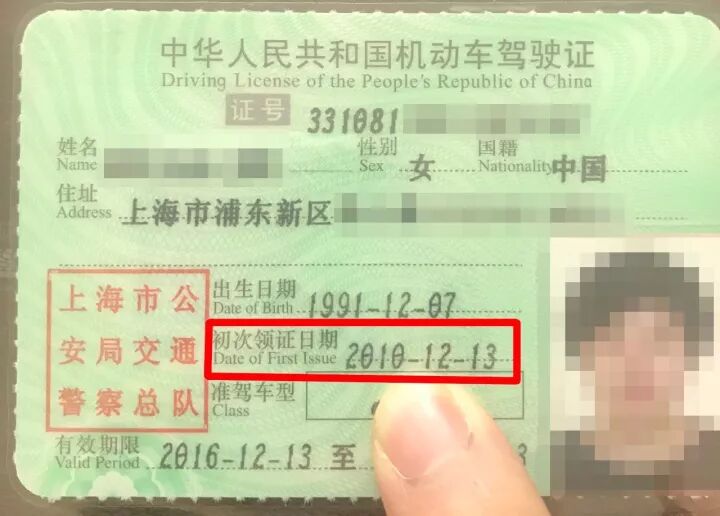 中华人民共和国机动车驾驶证
Driving License of the People's Republic of China
证号 331081
姓名 Name
性别 Sex 女
国籍 Nationality 中国
住址 Address 上海市浦东新区
上海市公
安局交通
警察总队
出生日期 Date of Birth 1991-12-07
初次领证日期 Date of First Issue 2010-12-13
准驾车型 Class
有效期限 Valid Period 2016-12-13 至